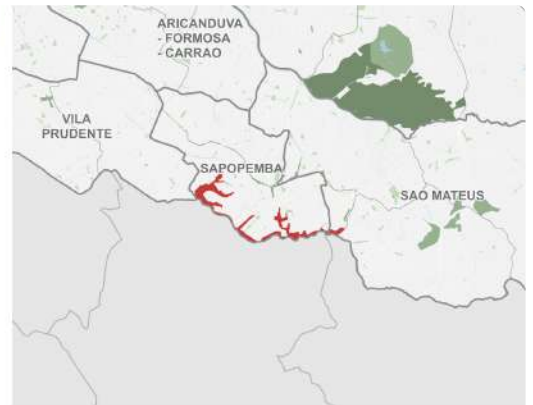 ARICANDUVA
- FORMOSA
- CARRAO
VILA
PRUDENTE
SAPOPEMBA
SAO MATEUS